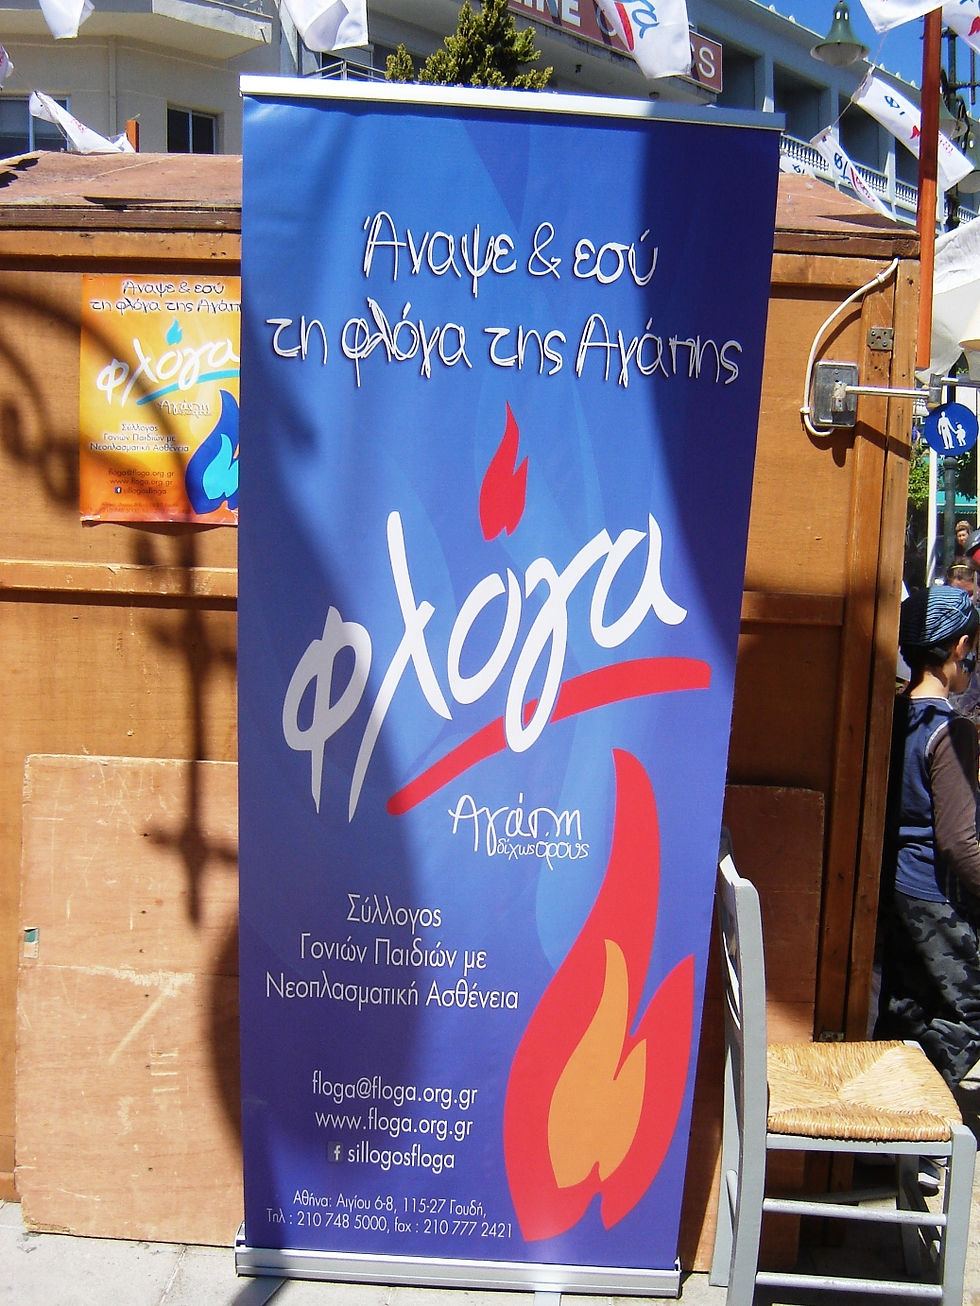 Άναψε & εσύ
τη φλόγα της Αγάπης
φλόγα
Αγάπη
δίχως όρους
Σύλλογος
Γονιών Παιδιών με
Νεοπλασματική Ασθένεια
floga@floga.org.gr
www.floga.org.gr
f sillogosfloga
Αθήνα: Αιγίου 6-8, 115-27 Γουδή,
Τηλ : 210 748 5000, fax : 210 777 2421
Άναψε & εσύ
τη φλόγα της Αγάπ
φλόγα
Αγάπη
Σύλλογος
Γονιών Παιδιών με
Νεοπλασματική Ασθένεια
floga@floga.org.gr
www.floga.org.gr
f sillogosfloga